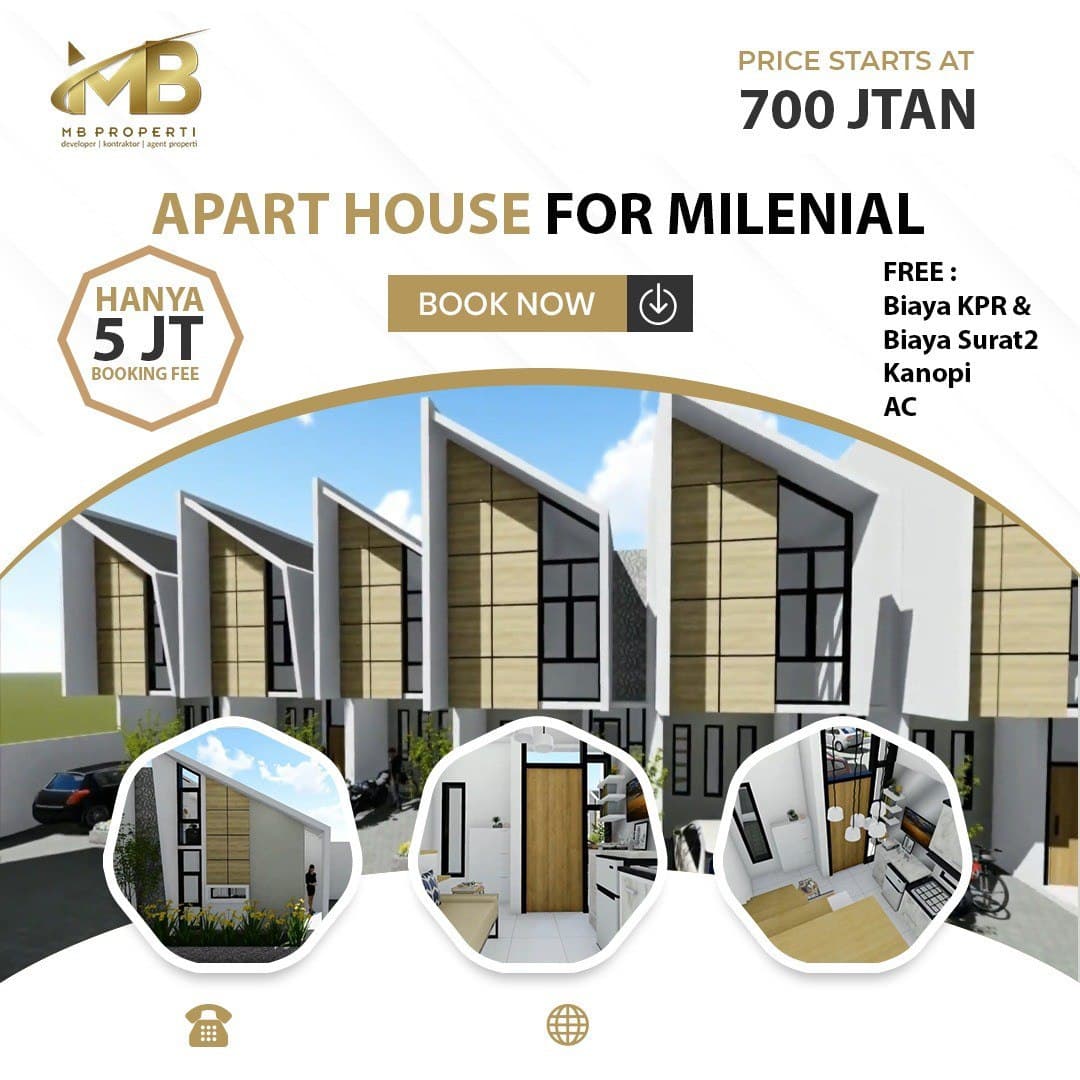 MB
MB PROPERTI
developer | kontraktor | agent properti
PRICE STARTS AT
700 JTAN
APART HOUSE FOR MILENIAL
HANYA
5 JT
BOOKING FEE
BOOK NOW
FREE :
Biaya KPR &
Biaya Surat2
Kanopi
AC